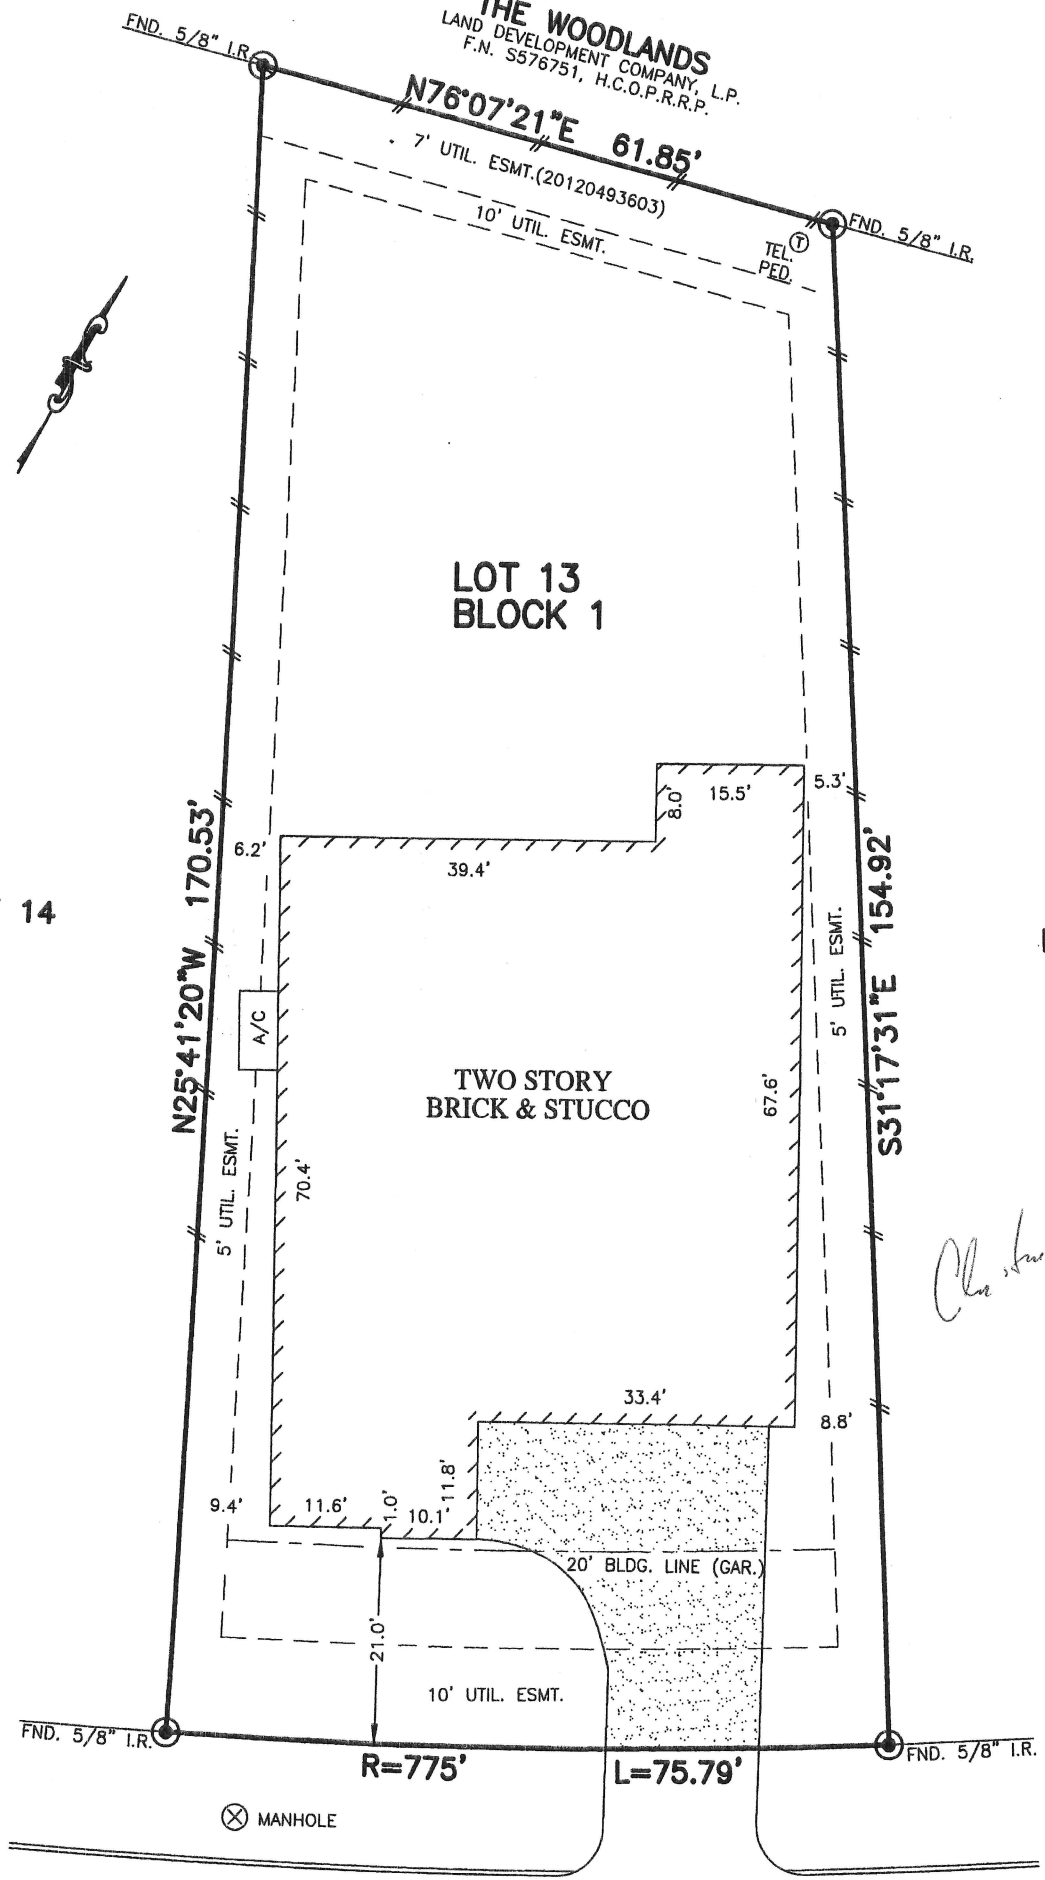 THE WOODLANDS
LAND DEVELOPMENT COMPANY, L.P.
F.N. S576751, H.C.O.P.R.R.P.
FND. 5/8" I.R.
N76°07'21"E 61.85'
7' UTIL. ESMT.(20120493603)
10' UTIL. ESMT.
TEL. T
PED.
FND. 5/8" I.R.
LOT 13
BLOCK 1
15.5'
5.3'
8.0'
6.2'
39.4'
N25°41'20"W 170.53'
14
S31°17'31"E 154.92'
5' UTIL. ESMT.
A/C
TWO STORY
BRICK & STUCCO
67.6'
70.4'
5' UTIL. ESMT.
33.4'
8.8'
11.8'
9.4'
11.6'
1.0'
10.1'
20' BLDG. LINE (GAR.)
21.0'
10' UTIL. ESMT.
FND. 5/8" I.R.
R=775'
L=75.79'
FND. 5/8" I.R.
MANHOLE